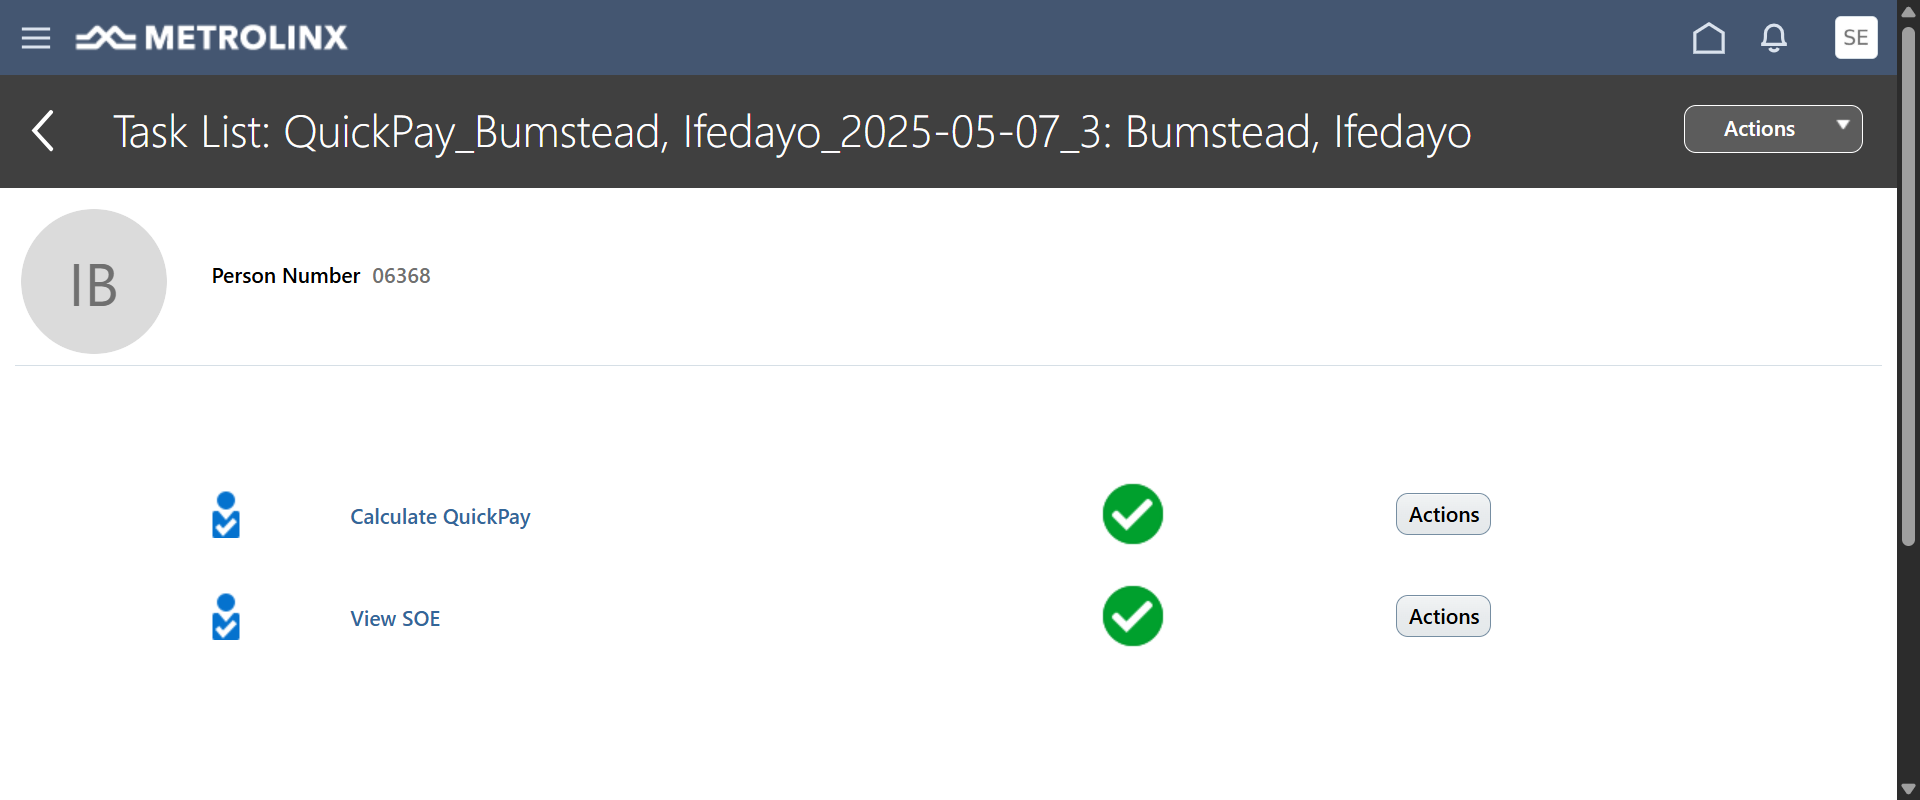 METROLINX
SE
Task List: QuickPay_Bumstead, Ifedayo_2025-05-07_3: Bumstead, Ifedayo
Actions
IB
Person Number 06368
Calculate QuickPay
Actions
View SOE
Actions